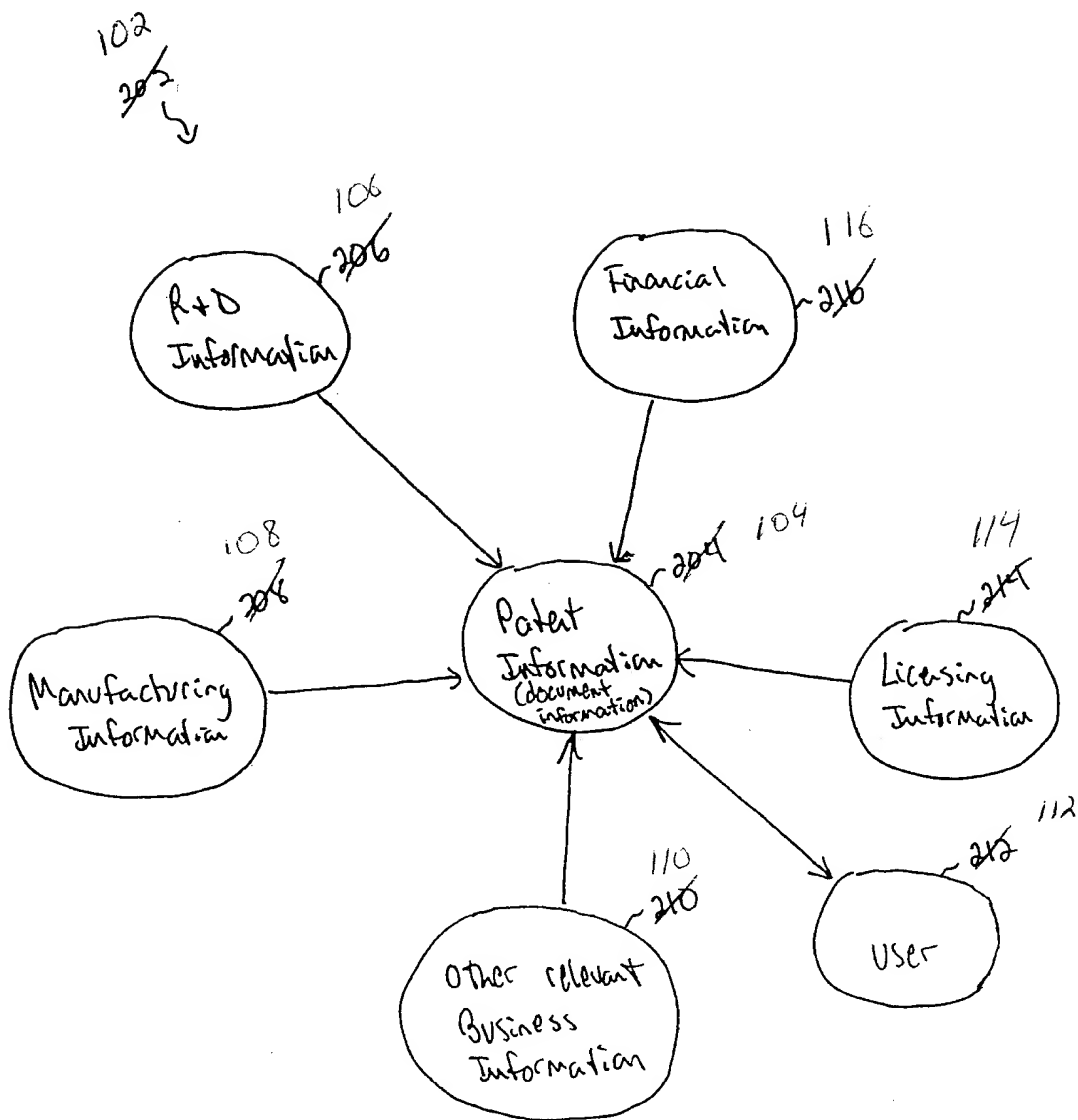 102
202
106
206
R+D
Information
116
216
Financial
Information
108
208
Manufacturing
Information
104
204
Patent
Information
(document
information)
114
214
Licensing
Information
110
210
Other relevant
Business
Information
112
212
User